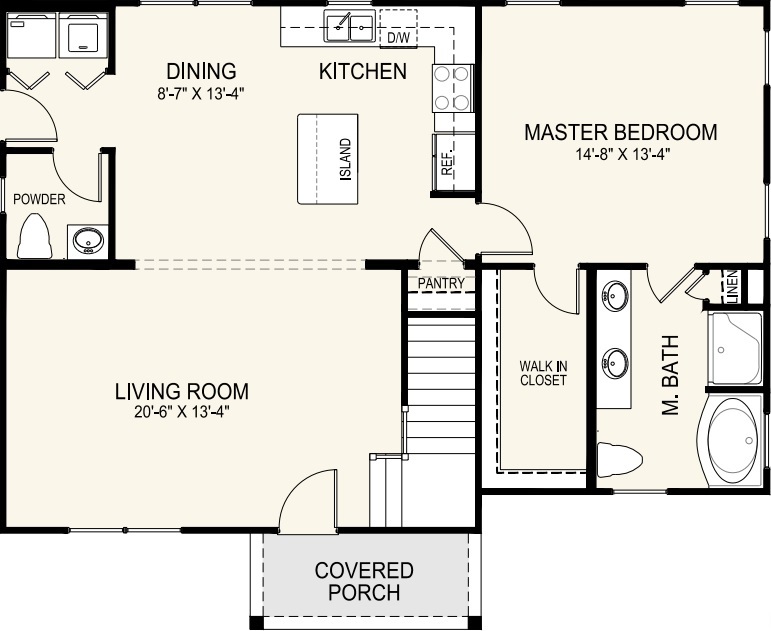 DINING
8'-7" X 13'-4"
KITCHEN
D/W
ISLAND
REF.
MASTER BEDROOM
14'-8" X 13'-4"
POWDER
PANTRY
LINEN
LIVING ROOM
20'-6" X 13'-4"
WALK IN
CLOSET
M. BATH
COVERED
PORCH